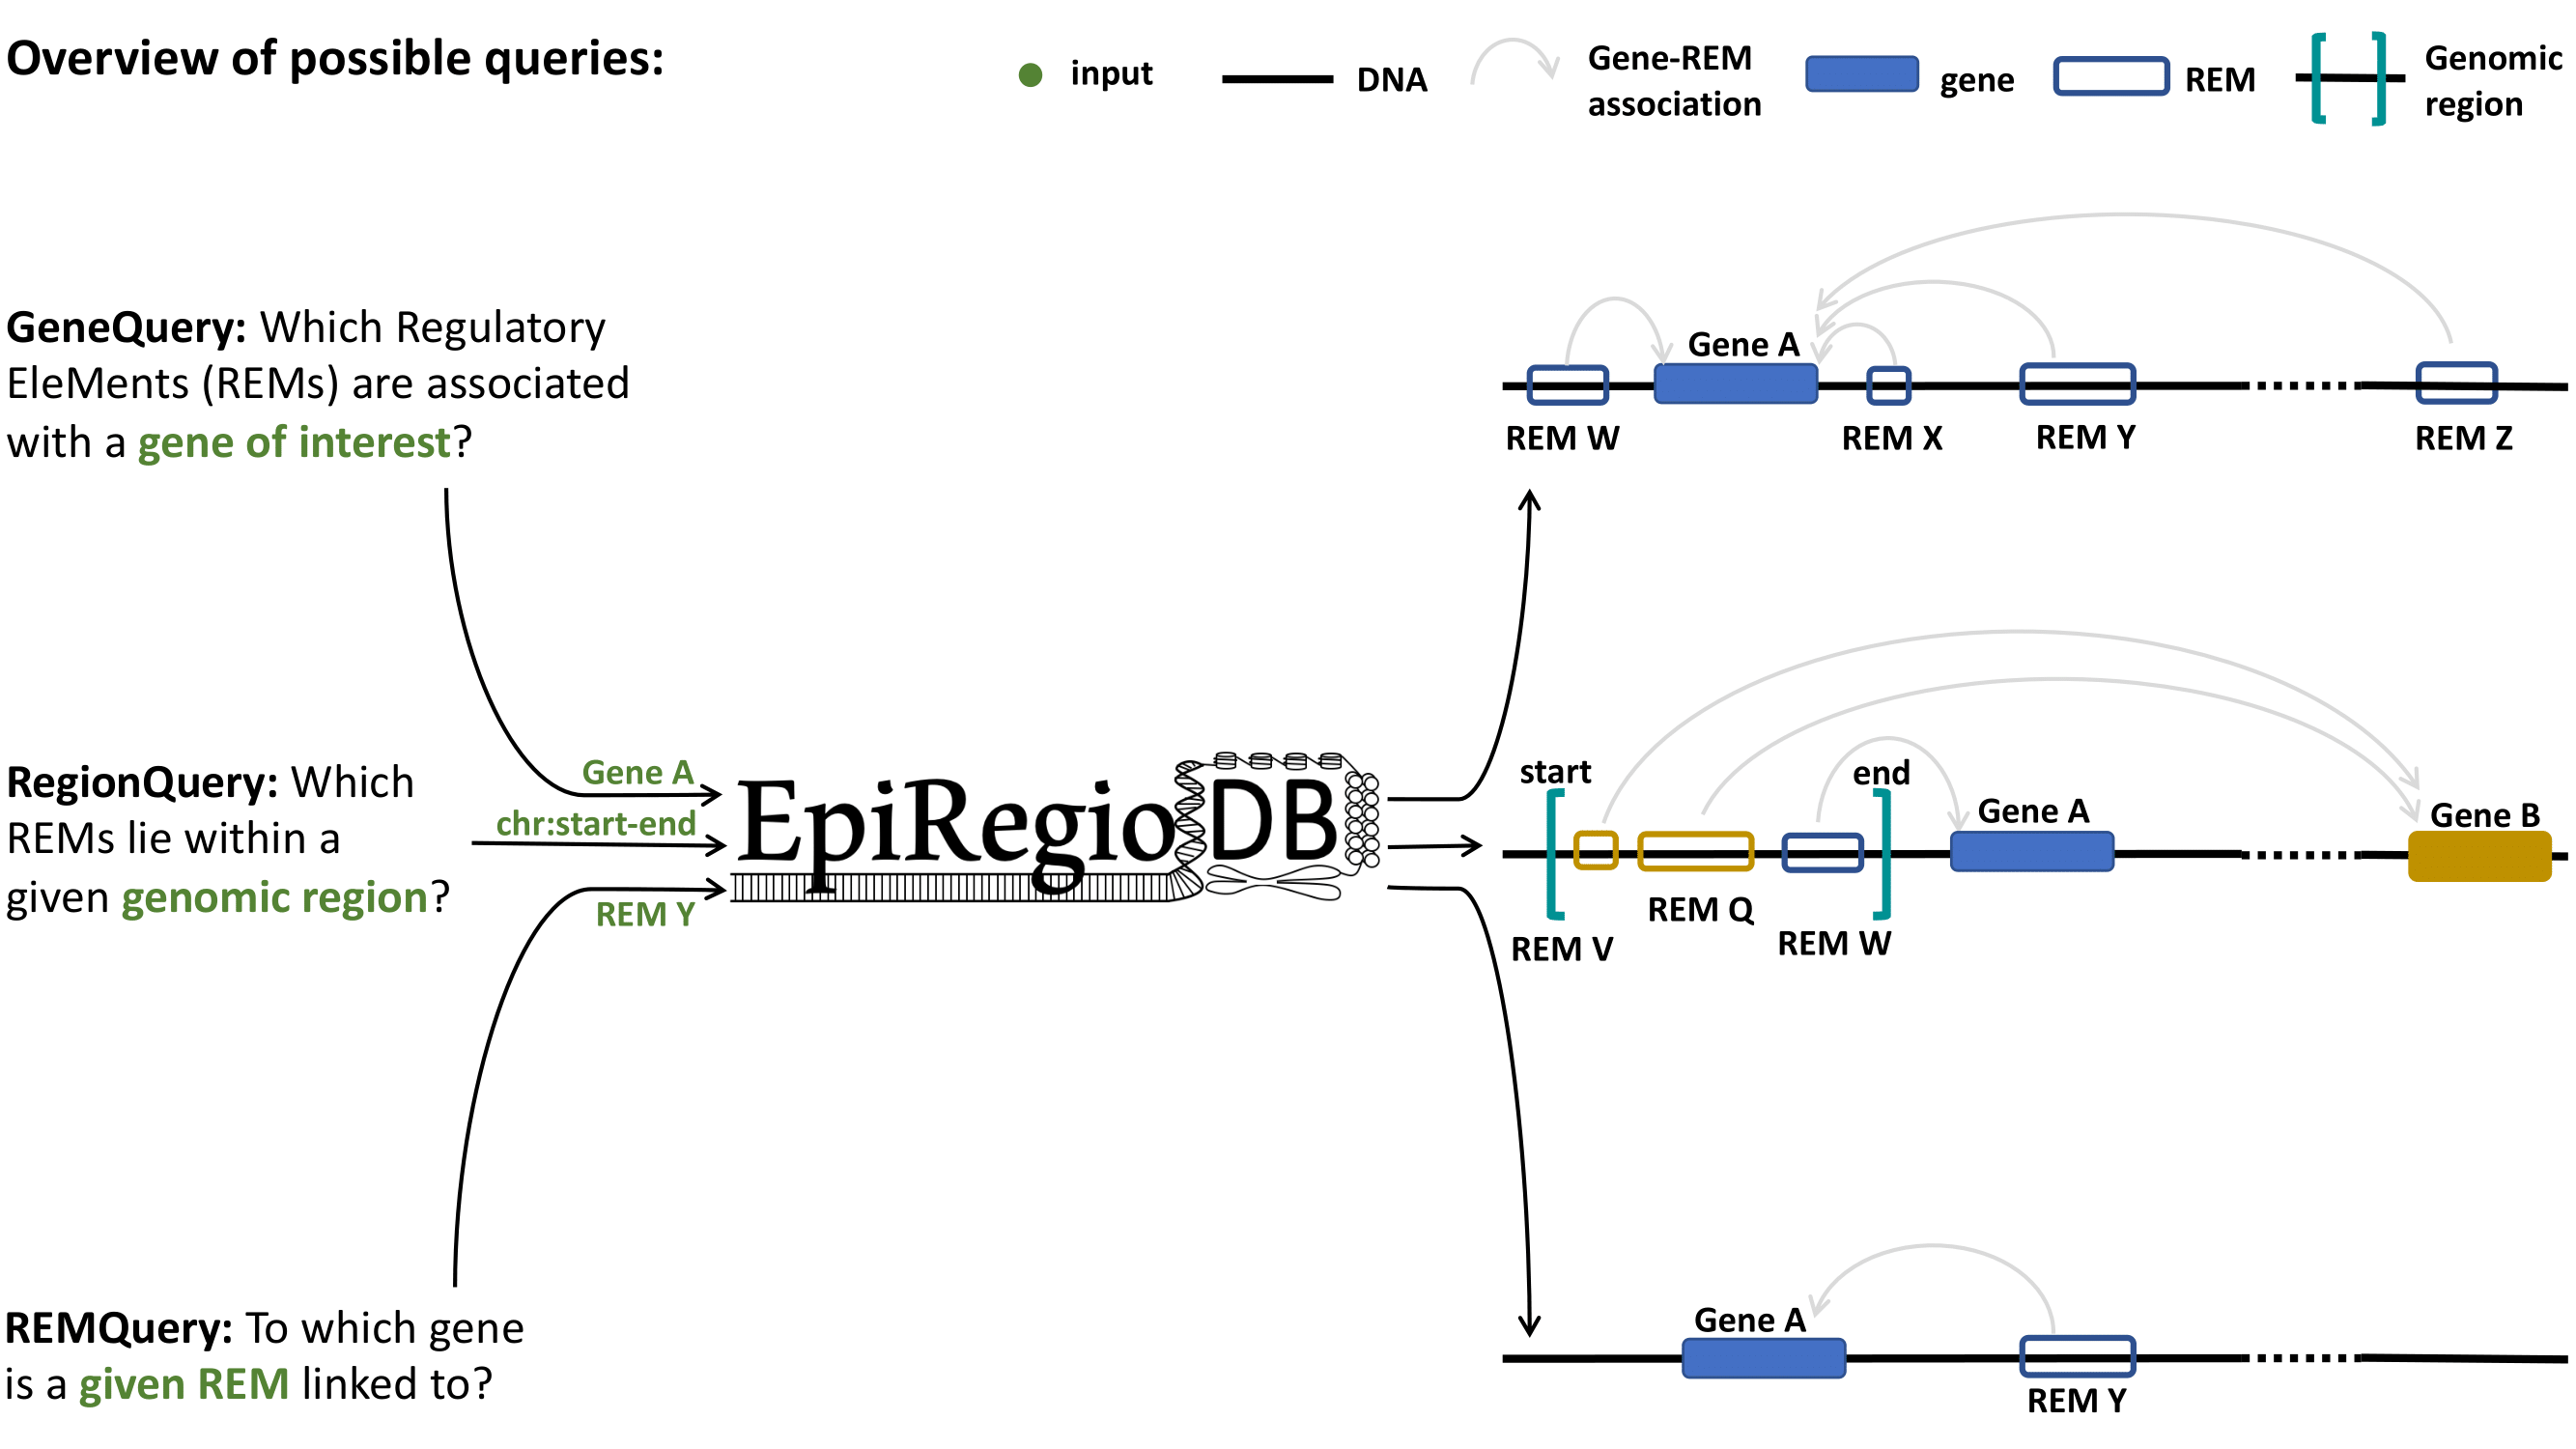 Overview of possible queries:
input
DNA
Gene-REM
association
gene
REM
Genomic
region
GeneQuery: Which Regulatory
EleMents (REMs) are associated
with a gene of interest?
Gene A
REM W
REM X
REM Y
REM Z
RegionQuery: Which
REMs lie within a
given genomic region?
Gene A
chr:start-end
REM Y
EpiRegio DB
start
end
Gene A
Gene B
REM V
REM Q
REM W
REMQuery: To which gene
is a given REM linked to?
Gene A
REM Y